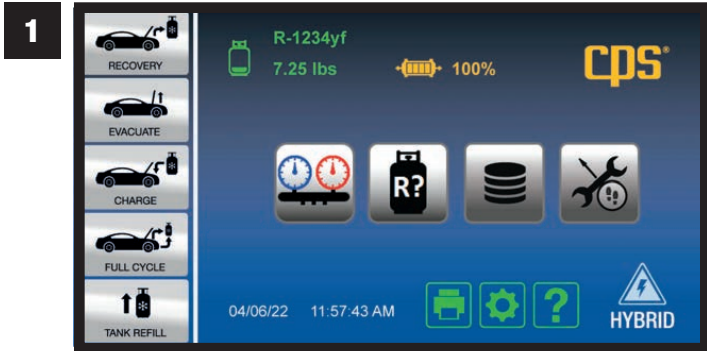 1
RECOVERY
EVACUATE
CHARGE
FULL CYCLE
TANK REFILL
R-1234yf
7.25 lbs
100%
cps®
R?
04/06/22 11:57:43 AM
?
HYBRID